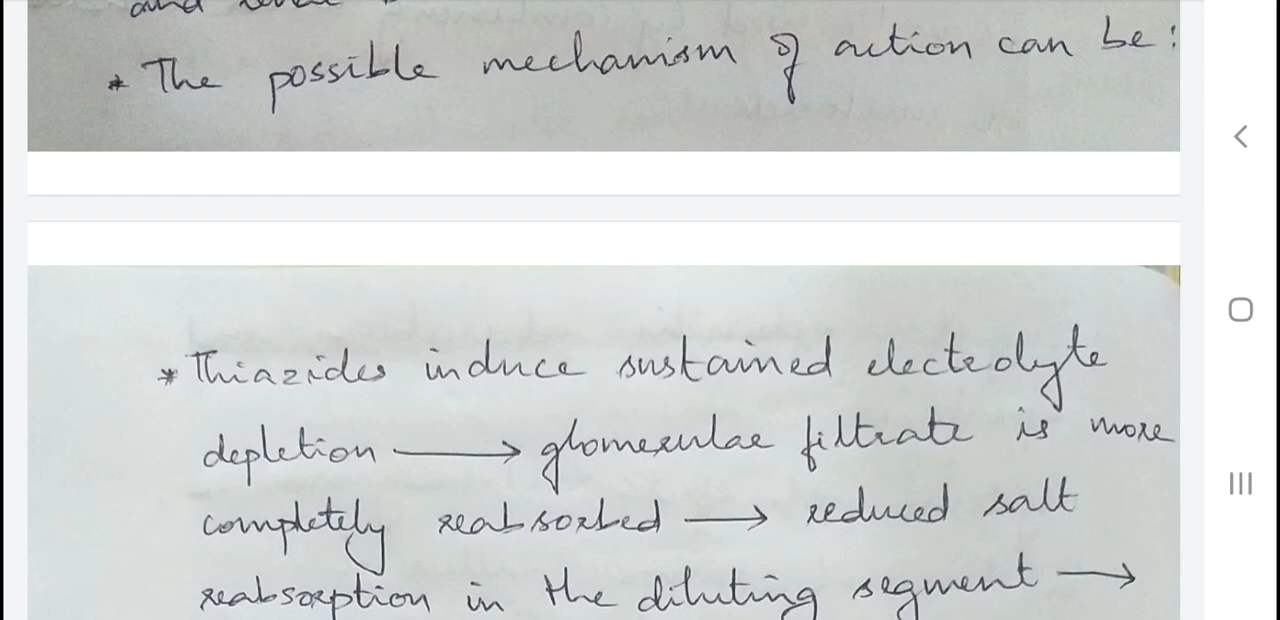 and
* The possible mechanism of action can be:
* Thiazides induce sustained electrolyte
depletion → glomerular filtrate is more
completely reabsorbed → reduced salt
reabsorption in the diluting segment →